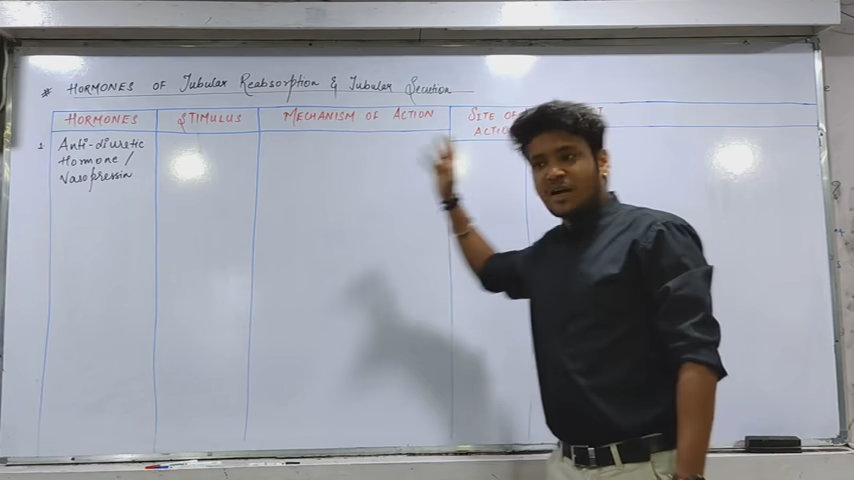 * HORMONES OF Tubular Reabsorption & Tubular Secretion
HORMONES STIMULUS MECHANISM OF ACTION SITE OF
ACTION
1. Anti-diuretic
Hormone /
Vasopressin